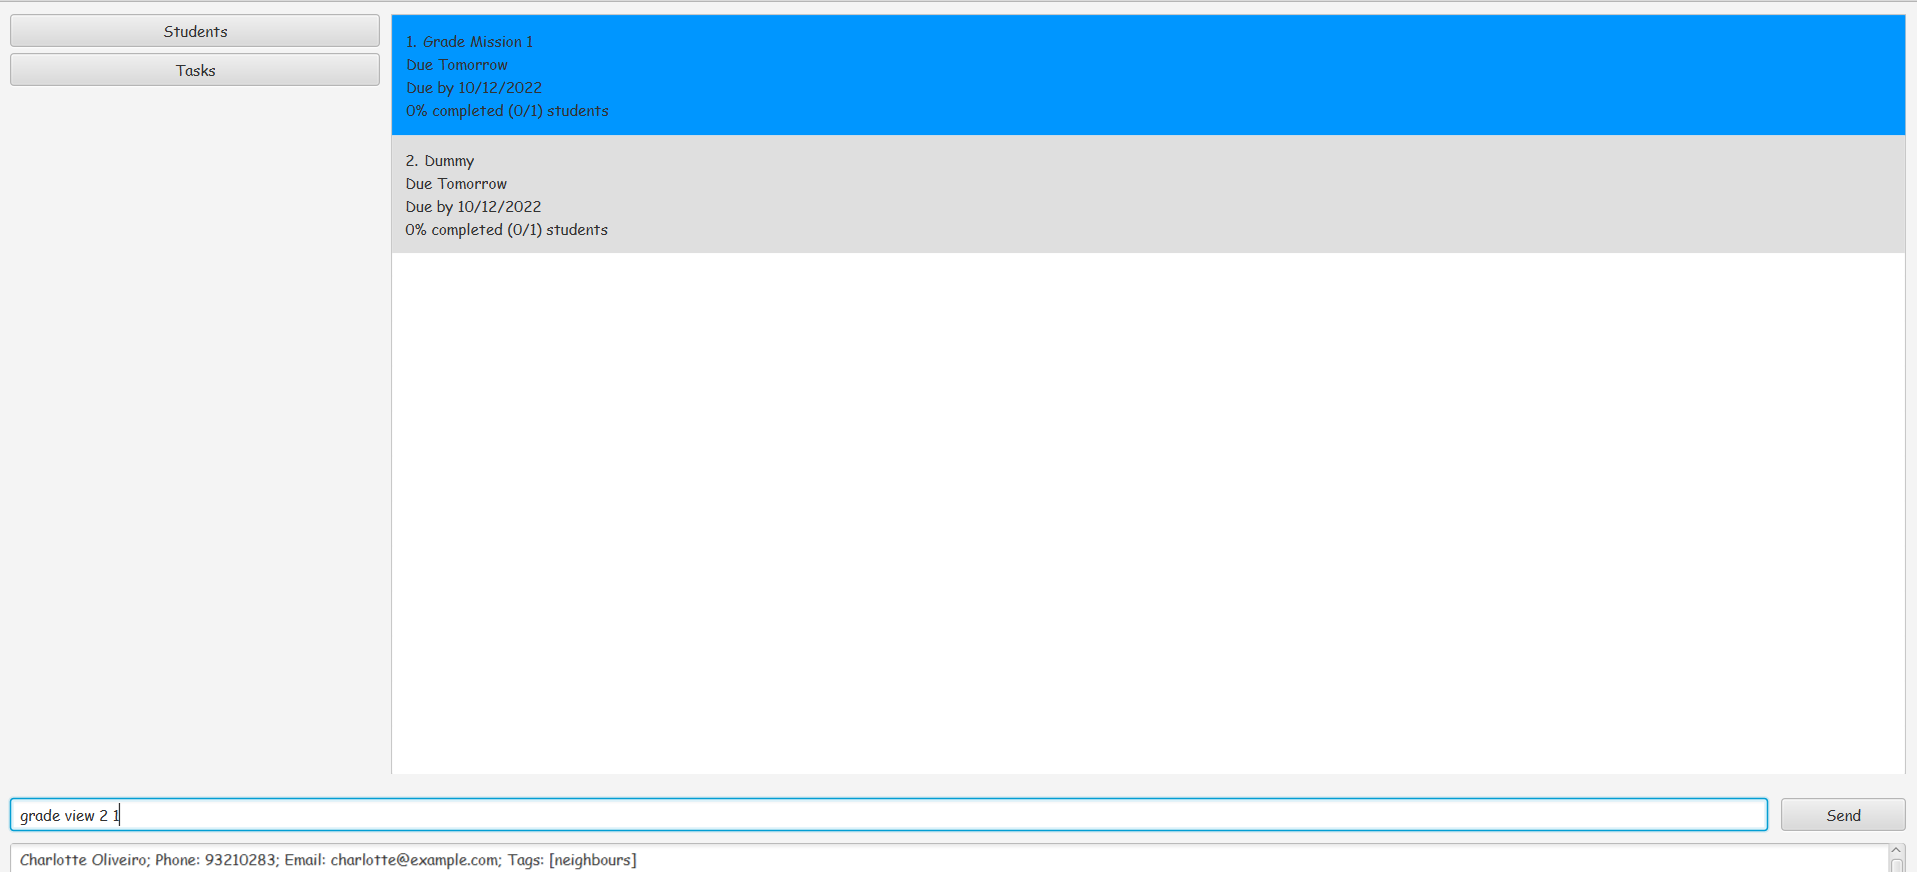 Students
Tasks
1. Grade Mission 1
Due Tomorrow
Due by 10/12/2022
0% completed (0/1) students
2. Dummy
Due Tomorrow
Due by 10/12/2022
0% completed (0/1) students
grade view 2 1
Send
Charlotte Oliveiro; Phone: 93210283; Email: charlotte@example.com; Tags: [neighbours]